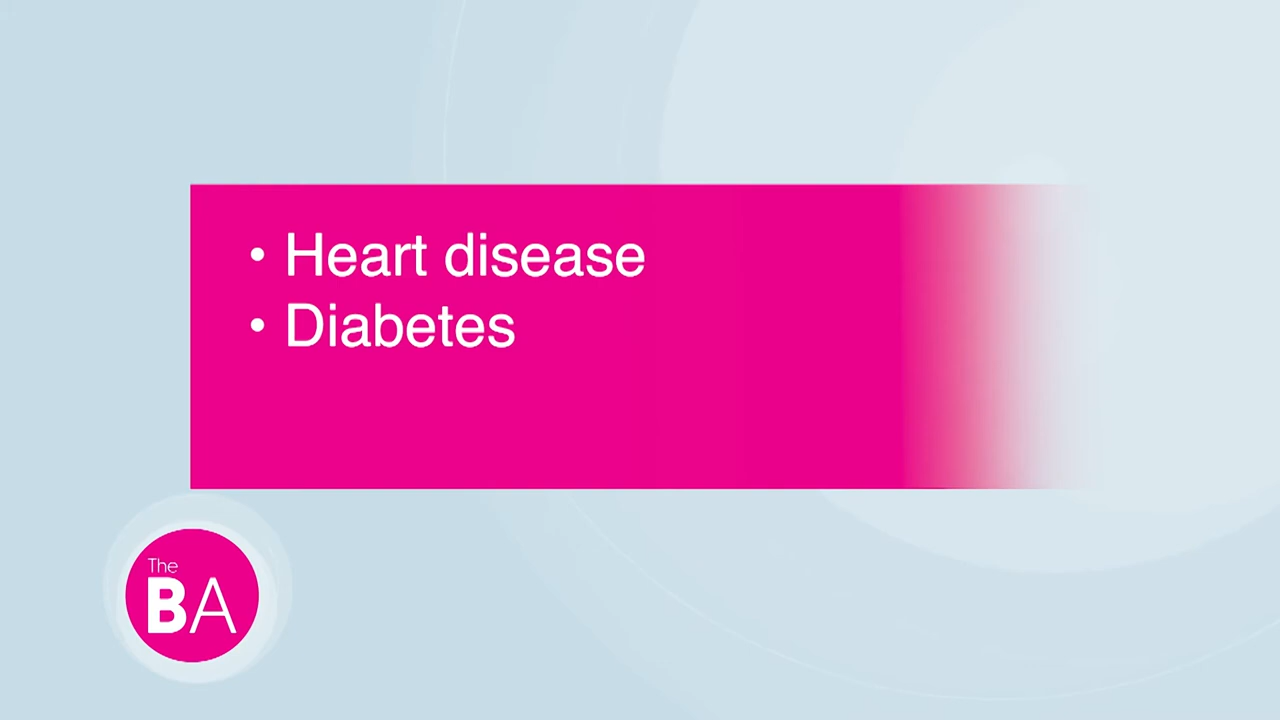 • Heart disease
• Diabetes
The
BA